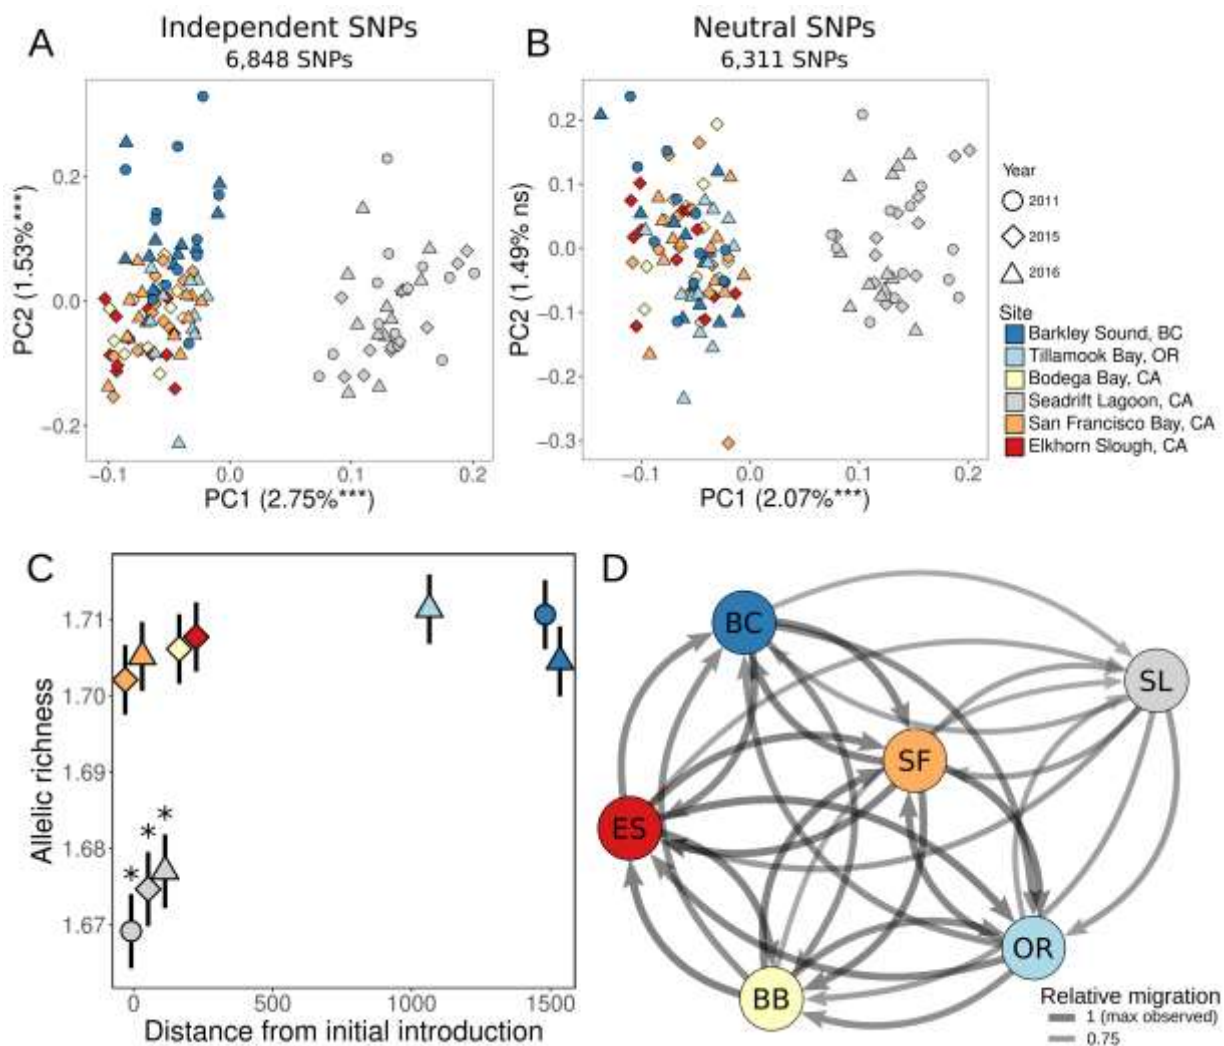 A
Independent SNPs
6,848 SNPs
PC2 (1.53%***)
0.2
0.0
−0.2
−0.1
0.0
0.1
0.2
PC1 (2.75%***)
B
Neutral SNPs
6,311 SNPs
PC2 (1.49% ns)
0.2
0.1
0.0
−0.1
−0.2
−0.3
−0.1
0.0
0.1
0.2
PC1 (2.07%***)
Year
2011
2015
2016
Site
Barkley Sound, BC
Tillamook Bay, OR
Bodega Bay, CA
Seadrift Lagoon, CA
San Francisco Bay, CA
Elkhorn Slough, CA
C
Allelic richness
1.71
1.70
1.69
1.68
1.67
* * *
0
500
1000
1500
Distance from initial introduction
D
BC
SL
SF
ES
OR
BB
Relative migration
1 (max observed)
0.75